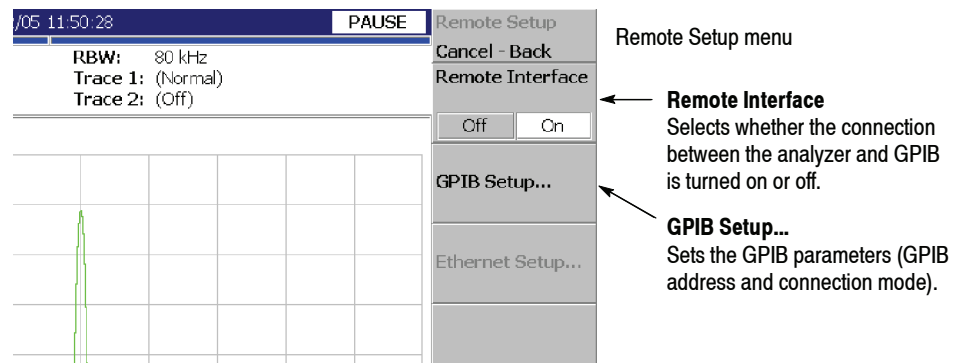 /05 11:50:28
PAUSE
RBW: 80 kHz
Trace 1: (Normal)
Trace 2: (Off)
Remote Setup
Cancel - Back
Remote Interface
Off On
GPIB Setup...
Ethernet Setup...
Remote Setup menu
Remote Interface
Selects whether the connection
between the analyzer and GPIB
is turned on or off.
GPIB Setup...
Sets the GPIB parameters (GPIB
address and connection mode).